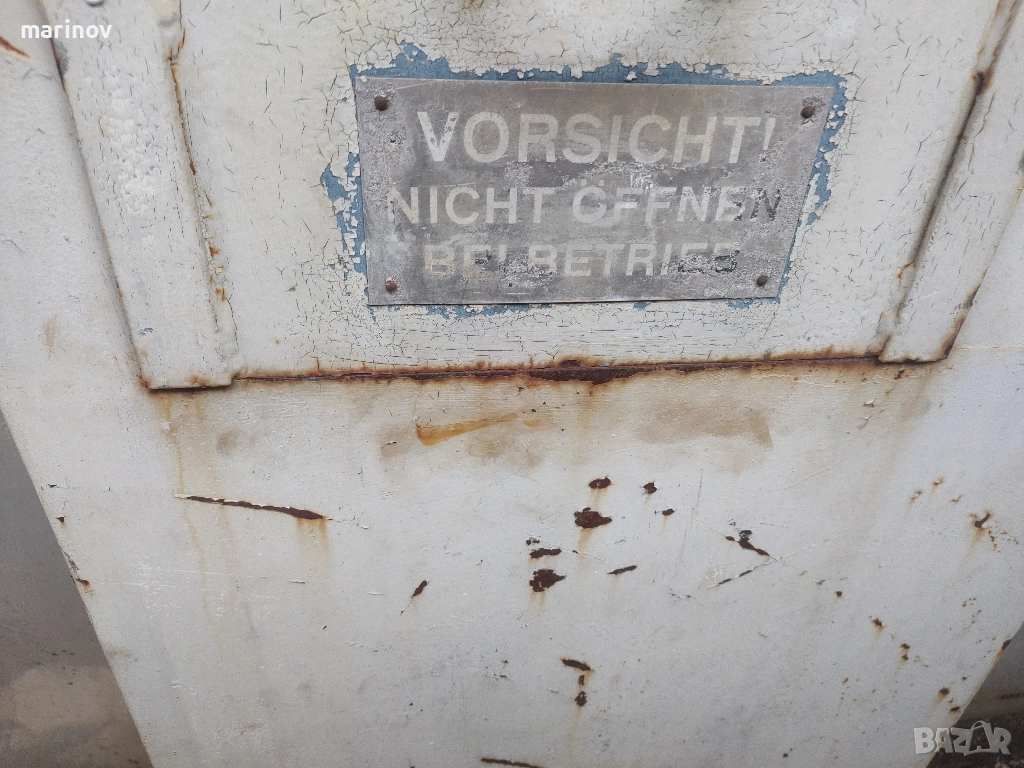 marinov
VORSICHT!
NICHT ÖFFNEN
BEI BETRIEB
BAZAR